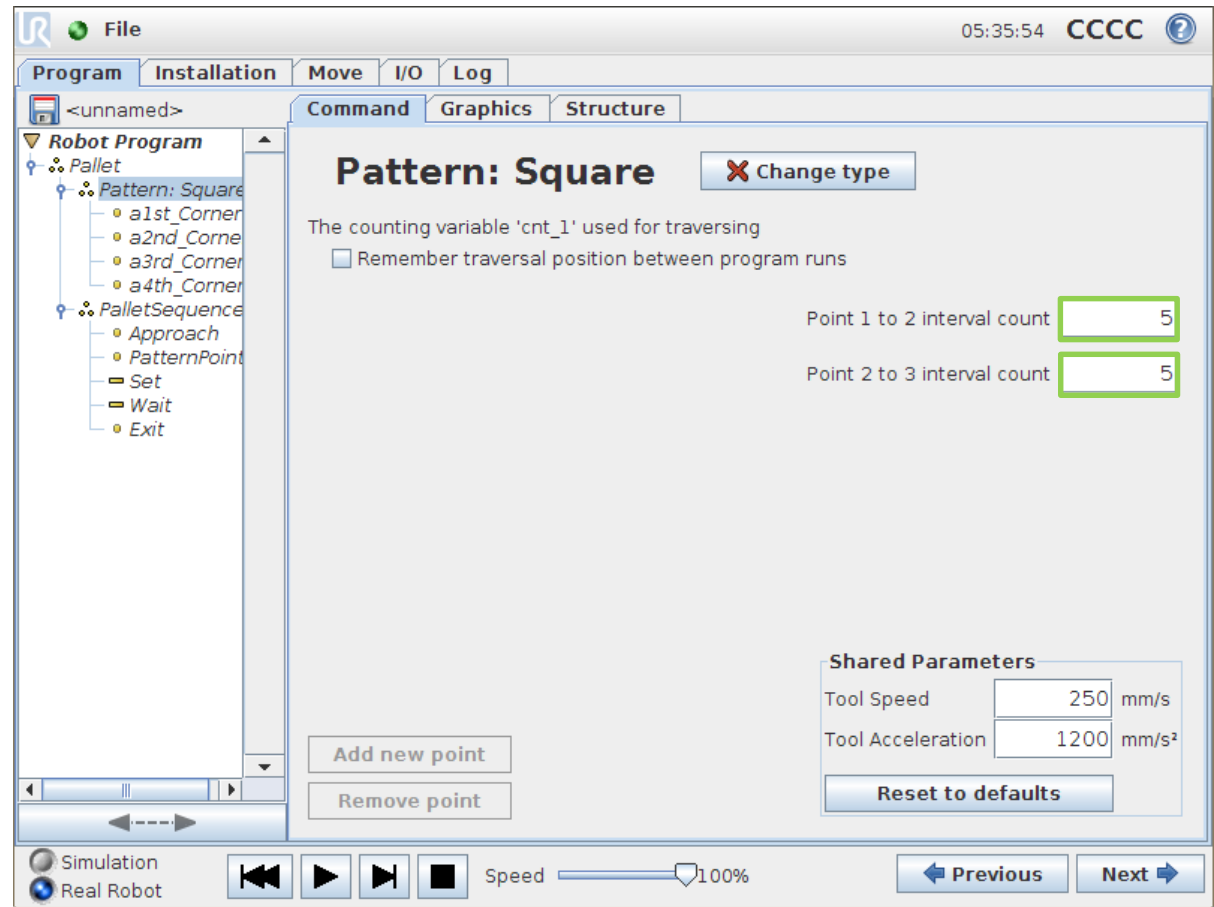 UR File 05:35:54 CCCC ?
Program Installation Move I/O Log
<unnamed> Command Graphics Structure
Robot Program
Pallet
Pattern: Square
a1st_Corner
a2nd_Corne
a3rd_Corner
a4th_Corner
PalletSequence
Approach
PatternPoint
Set
Wait
Exit
Pattern: Square Change type
The counting variable 'cnt_1' used for traversing
Remember traversal position between program runs
Point 1 to 2 interval count 5
Point 2 to 3 interval count 5
Shared Parameters
Tool Speed 250 mm/s
Tool Acceleration 1200 mm/s²
Reset to defaults
Add new point
Remove point
Simulation
Real Robot
Speed 100%
Previous Next